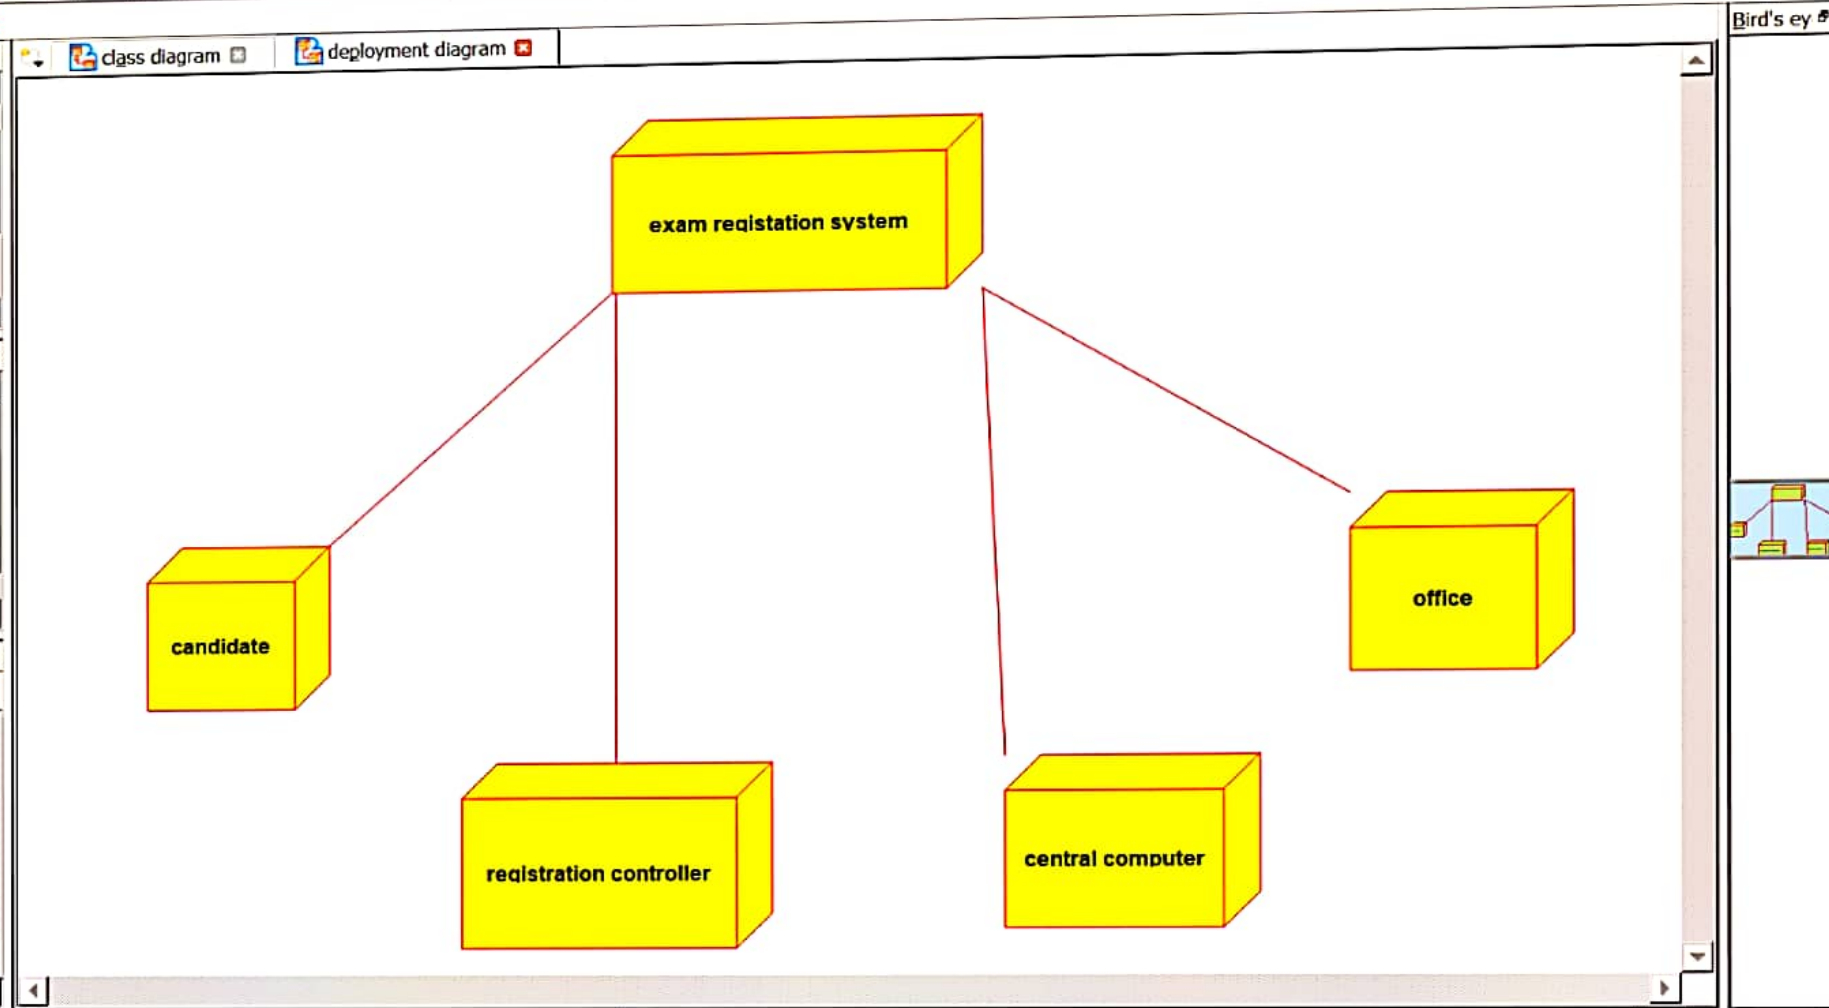 Bird's ey
class diagram
deployment diagram
exam registation system
candidate
office
registration controller
central computer